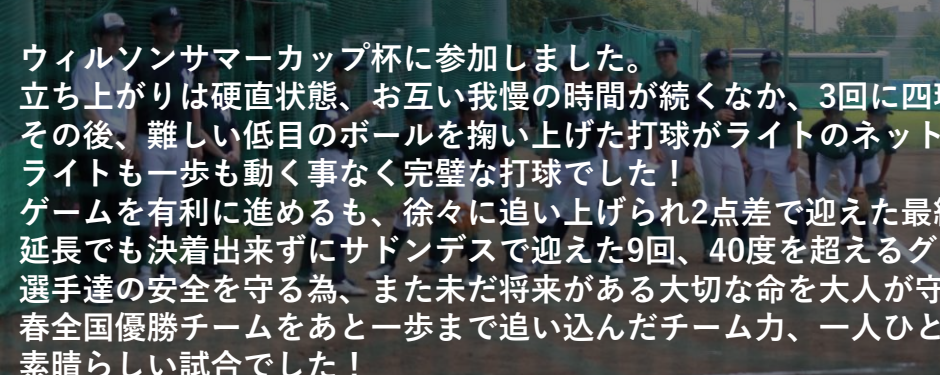 ウィルソンサマーカップ杯に参加しました。
立ち上がりは硬直状態、お互い我慢の時間が続くなか、3回に四球
その後、難しい低目のボールを掬い上げた打球がライトのネット
ライトも一歩も動く事なく完璧な打球でした！
ゲームを有利に進めるも、徐々に追い上げられ2点差で迎えた最終
延長でも決着出来ずにサドンデスで迎えた9回、40度を超えるグ
選手達の安全を守る為、また未だ将来がある大切な命を大人が守
春全国優勝チームをあと一歩まで追い込んだチーム力、一人ひと
素晴らしい試合でした！